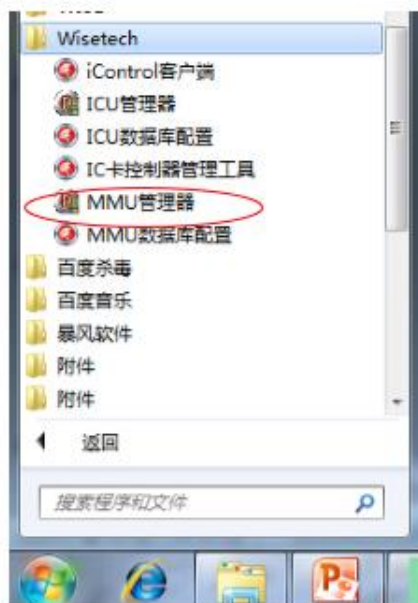 Wisetech
iControl客户端
ICU管理器
ICU数据库配置
IC卡控制器管理工具
MMU管理器
MMU数据库配置
百度杀毒
百度音乐
暴风软件
附件
附件
返回
搜索程序和文件